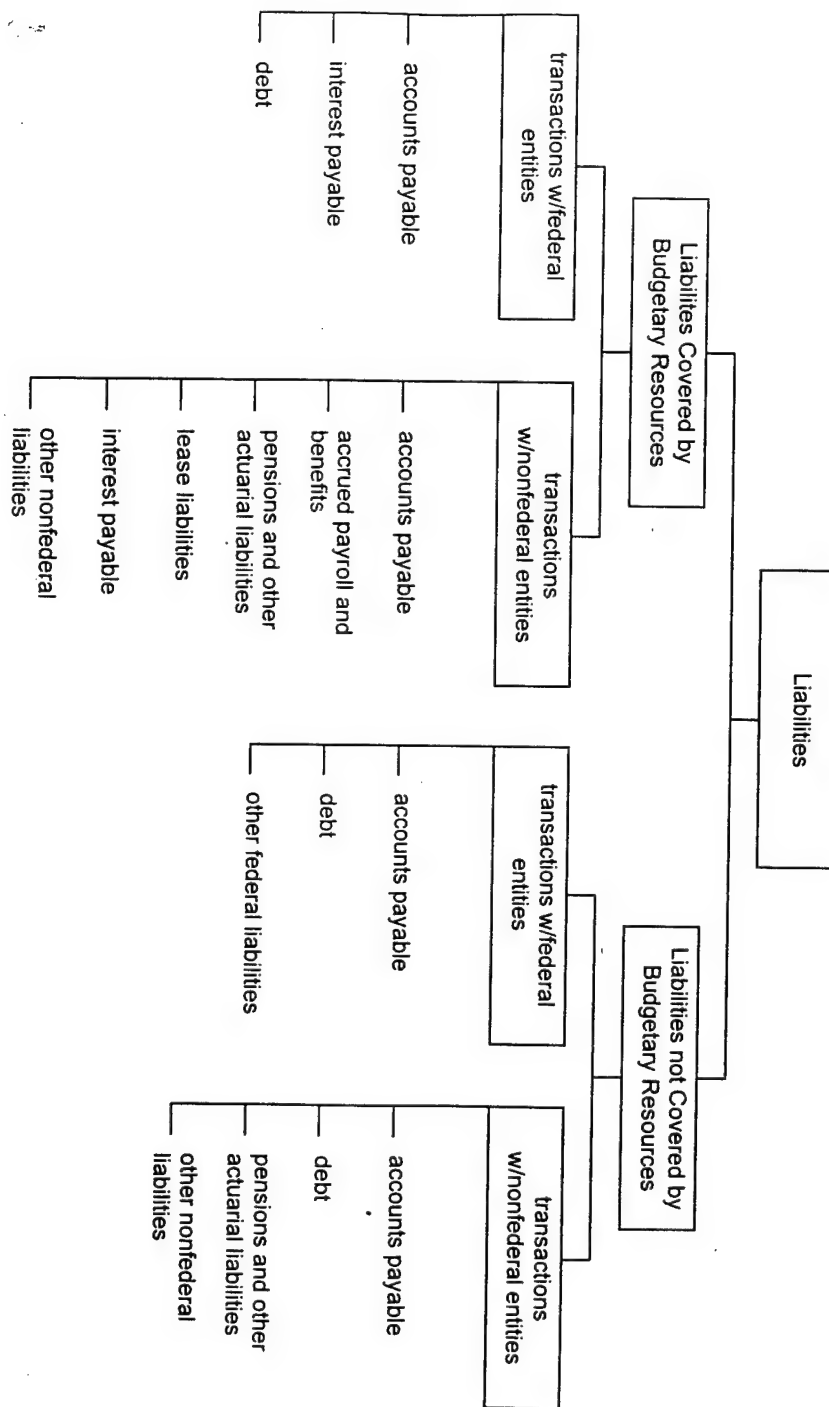 Liabilities
Liabilites Covered by
Budgetary Resources
transactions w/federal
entities
accounts payable
interest payable
debt
transactions
w/nonfederal entities
accounts payable
accrued payroll and
benefits
pensions and other
actuarial liabilities
lease liabilities
interest payable
other nonfederal
liabilities
Liabilities not Covered by
Budgetary Resources
transactions w/federal
entities
accounts payable
debt
other federal liabilities
transactions
w/nonfederal entities
accounts payable
debt
pensions and other
actuarial liabilities
other nonfederal
liabilities